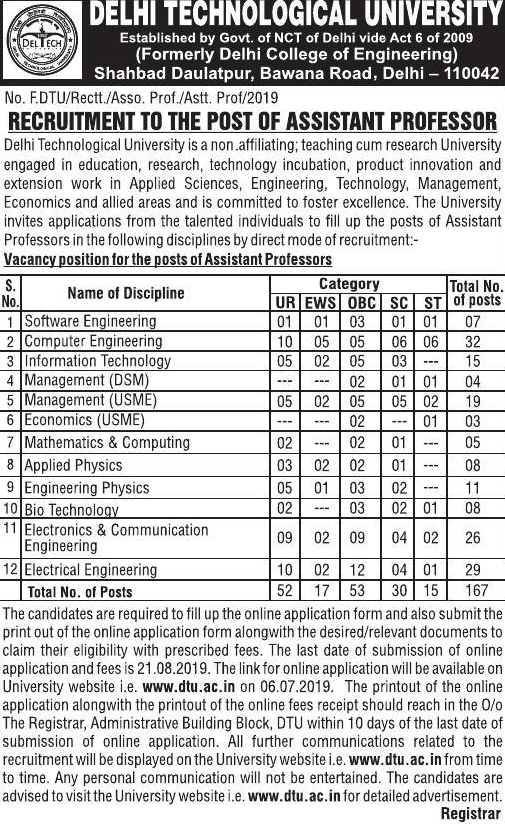 DELHI TECHNOLOGICAL UNIVERSITY
Established by Govt. of NCT of Delhi vide Act 6 of 2009
(Formerly Delhi College of Engineering)
Shahbad Daulatpur, Bawana Road, Delhi – 110042
DELTECH
No. F.DTU/Rectt./Asso. Prof./Astt. Prof/2019
RECRUITMENT TO THE POST OF ASSISTANT PROFESSOR
Delhi Technological University is a non.affiliating; teaching cum research University
engaged in education, research, technology incubation, product innovation and
extension work in Applied Sciences, Engineering, Technology, Management,
Economics and allied areas and is committed to foster excellence. The University
invites applications from the talented individuals to fill up the posts of Assistant
Professors in the following disciplines by direct mode of recruitment:-
Vacancy position for the posts of Assistant Professors
S. No. Name of Discipline Category Total No. of posts
UR EWS OBC SC ST
1 Software Engineering 01 01 03 01 01 07
2 Computer Engineering 10 05 05 06 06 32
3 Information Technology 05 02 05 03 --- 15
4 Management (DSM) --- --- 02 01 01 04
5 Management (USME) 05 02 05 05 02 19
6 Economics (USME) --- --- 02 --- 01 03
7 Mathematics & Computing 02 --- 02 01 --- 05
8 Applied Physics 03 02 02 01 --- 08
9 Engineering Physics 05 01 03 02 --- 11
10 Bio Technology 02 --- 03 02 01 08
11 Electronics & Communication Engineering 09 02 09 04 02 26
12 Electrical Engineering 10 02 12 04 01 29
Total No. of Posts 52 17 53 30 15 167
The candidates are required to fill up the online application form and also submit the
print out of the online application form alongwith the desired/relevant documents to
claim their eligibility with prescribed fees. The last date of submission of online
application and fees is 21.08.2019. The link for online application will be available on
University website i.e. www.dtu.ac.in on 06.07.2019. The printout of the online
application alongwith the printout of the online fees receipt should reach in the O/o
The Registrar, Administrative Building Block, DTU within 10 days of the last date of
submission of online application. All further communications related to the
recruitment will be displayed on the University website i.e. www.dtu.ac.in from time
to time. Any personal communication will not be entertained. The candidates are
advised to visit the University website i.e. www.dtu.ac.in for detailed advertisement.
Registrar